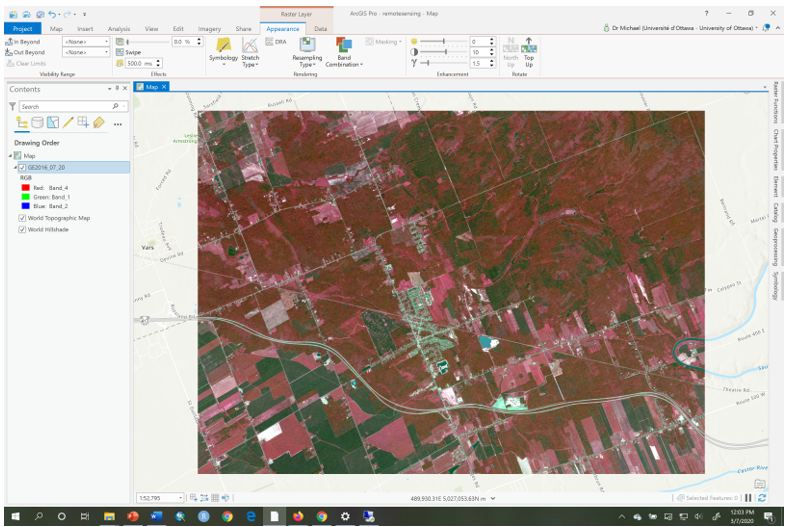 Raster Layer
ArcGIS Pro - remotesensing - Map
?
Project Map Insert Analysis View Edit Imagery Share Appearance Data
Dr Michael (Université d'Ottawa - University of Ottawa)
In Beyond <None>
Out Beyond <None>
Clear Limits
Visibility Range
0.0 %
Swipe
500.0 ms
Effects
Symbology
Stretch Type
DRA
Resampling Type
Band Combination
Masking
Rendering
0
10
1.5
Enhancement
North Up
Top Up
Rotate
Contents
Search
Drawing Order
Map
GE2016_07_20
RGB
Red: Band_4
Green: Band_1
Blue: Band_2
World Topographic Map
World Hillshade
Map
Russell Rd
Vars
Devine Rd
Bertrand Rd
Calypso St
Route 400 E
Theatre Rd
Route 500 W
Raster Functions
Chart Properties
Element
Catalog
Geoprocessing
Symbology
1:52,795
489,930.31E 5,027,053.63N m
Selected Features: 0
12:03 PM
3/7/2020